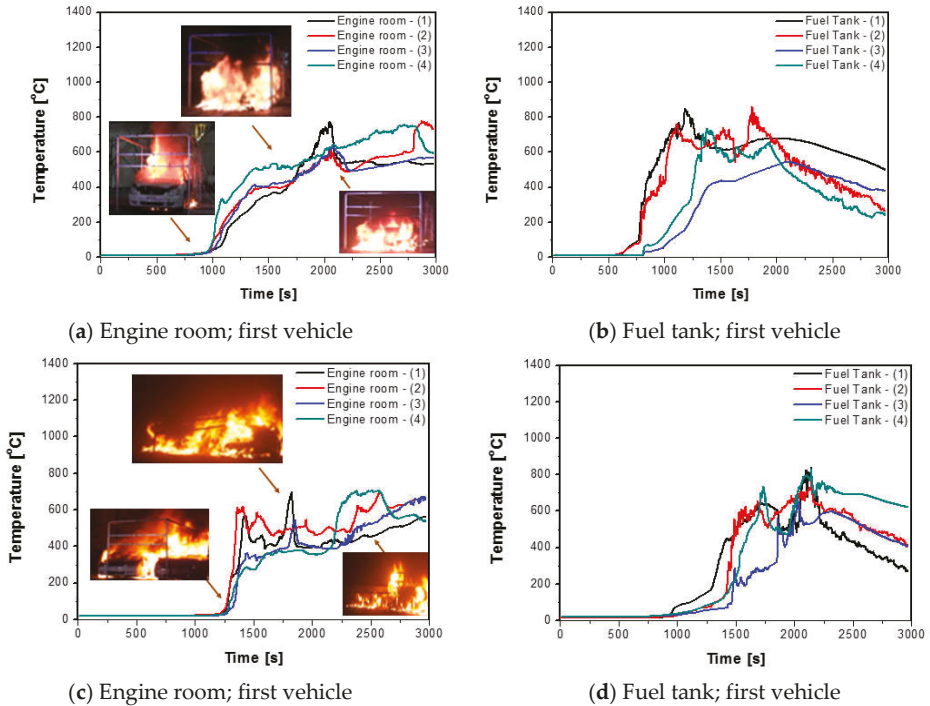 1400
1200
1000
800
600
400
200
0
Temperature [°C]
0 500 1000 1500 2000 2500 3000
Time [s]
Engine room - (1)
Engine room - (2)
Engine room - (3)
Engine room - (4)
(a) Engine room; first vehicle
1400
1200
1000
800
600
400
200
0
Temperature [°C]
0 500 1000 1500 2000 2500 3000
Time [s]
Fuel Tank - (1)
Fuel Tank - (2)
Fuel Tank - (3)
Fuel Tank - (4)
(b) Fuel tank; first vehicle
1400
1200
1000
800
600
400
200
0
Temperature [°C]
0 500 1000 1500 2000 2500 3000
Time [s]
Engine room - (1)
Engine room - (2)
Engine room - (3)
Engine room - (4)
(c) Engine room; first vehicle
1400
1200
1000
800
600
400
200
0
Temperature [°C]
0 500 1000 1500 2000 2500 3000
Time [s]
Fuel Tank - (1)
Fuel Tank - (2)
Fuel Tank - (3)
Fuel Tank - (4)
(d) Fuel tank; first vehicle